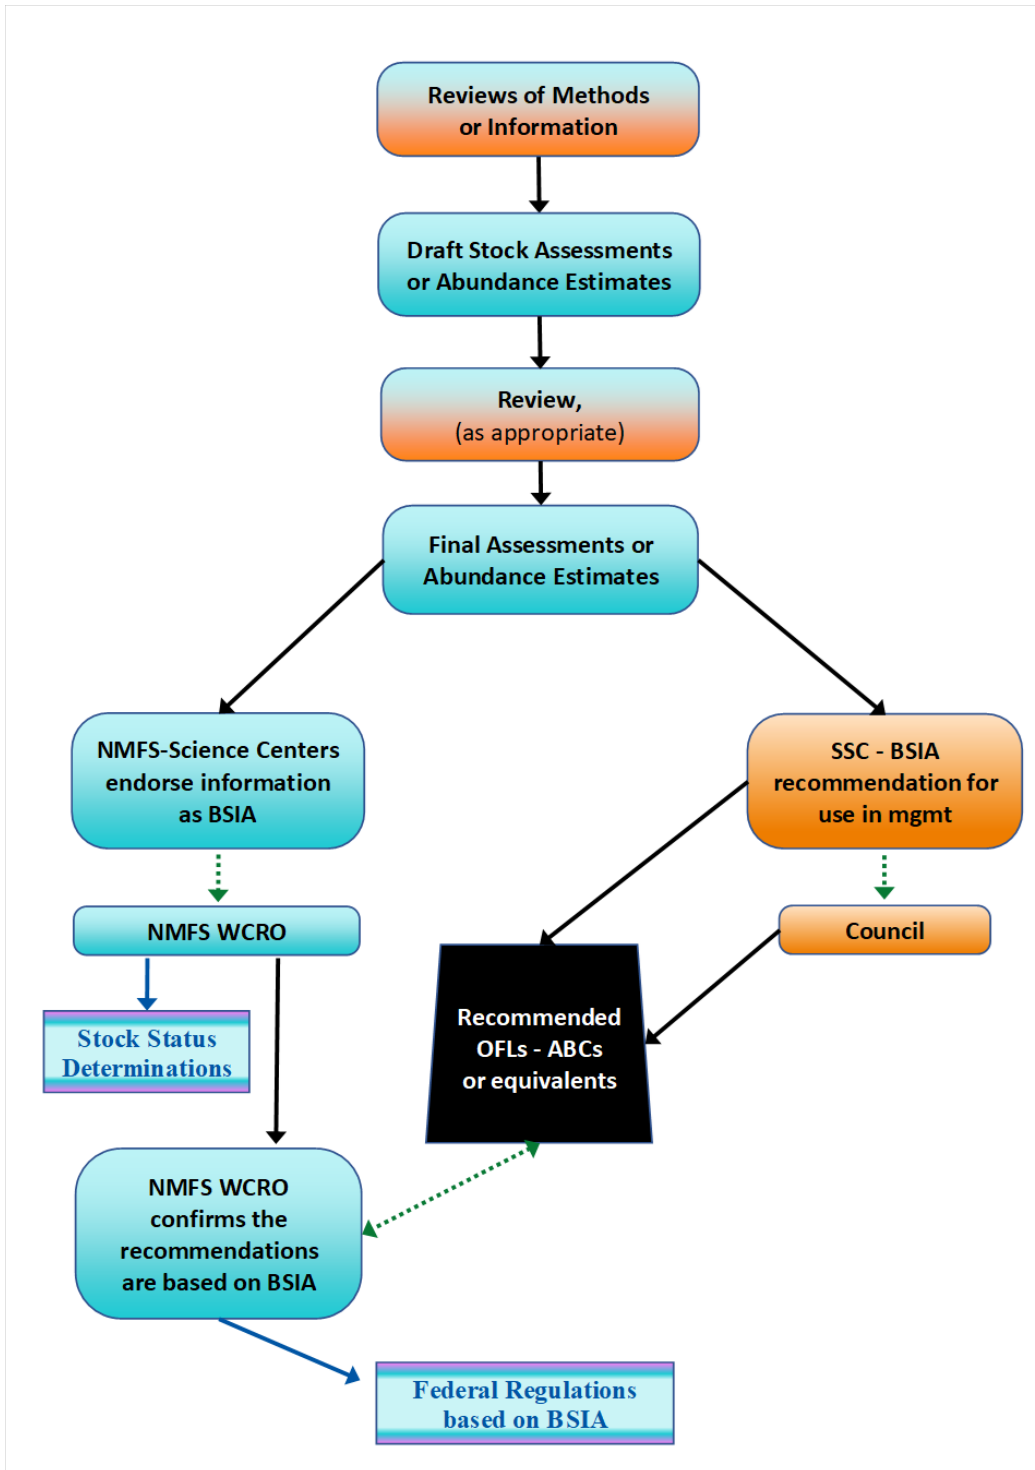 Reviews of Methods
or Information
Draft Stock Assessments
or Abundance Estimates
Review,
(as appropriate)
Final Assessments or
Abundance Estimates
NMFS-Science Centers
endorse information
as BSIA
SSC - BSIA
recommendation for
use in mgmt
NMFS WCRO
Council
Stock Status
Determinations
Recommended
OFLs - ABCs
or equivalents
NMFS WCRO
confirms the
recommendations
are based on BSIA
Federal Regulations
based on BSIA